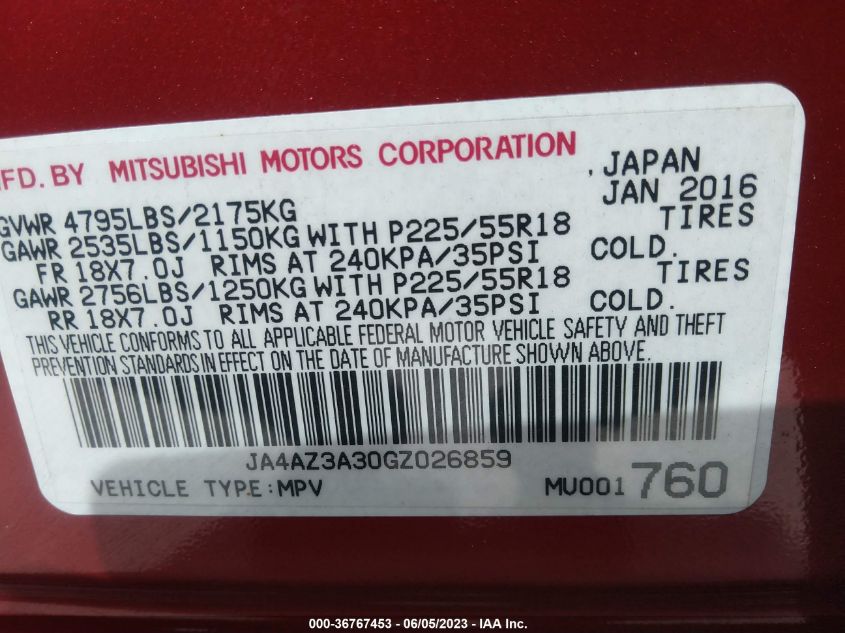 MFD. BY MITSUBISHI MOTORS CORPORATION , JAPAN
JAN 2016
GVWR 4795LBS/2175KG
GAWR 2535LBS/1150KG WITH P225/55R18 TIRES
FR 18X7.0J RIMS AT 240KPA/35PSI COLD.
GAWR 2756LBS/1250KG WITH P225/55R18 TIRES
RR 18X7.0J RIMS AT 240KPA/35PSI COLD.
THIS VEHICLE CONFORMS TO ALL APPLICABLE FEDERAL MOTOR VEHICLE SAFETY AND THEFT
PREVENTION STANDARDS IN EFFECT ON THE DATE OF MANUFACTURE SHOWN ABOVE.
JA4AZ3A30GZ026859
VEHICLE TYPE:MPV MU001760
000-36767453 - 06/05/2023 - IAA Inc.